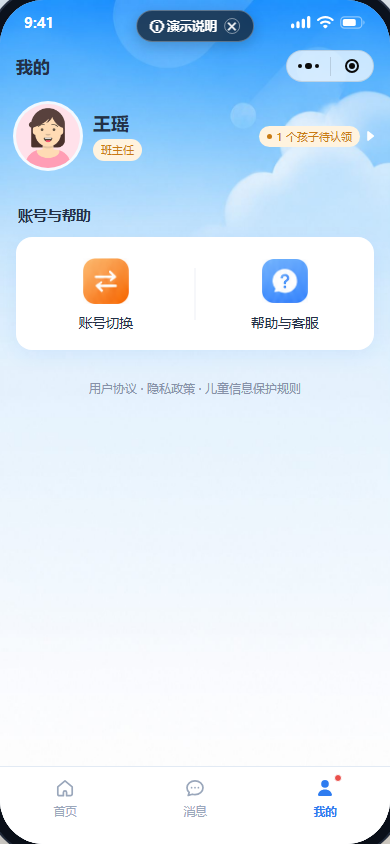 9:41
演示说明
我的
王瑶
班主任
1 个孩子待认领
账号与帮助
账号切换
帮助与客服
用户协议 · 隐私政策 · 儿童信息保护规则
首页
消息
我的